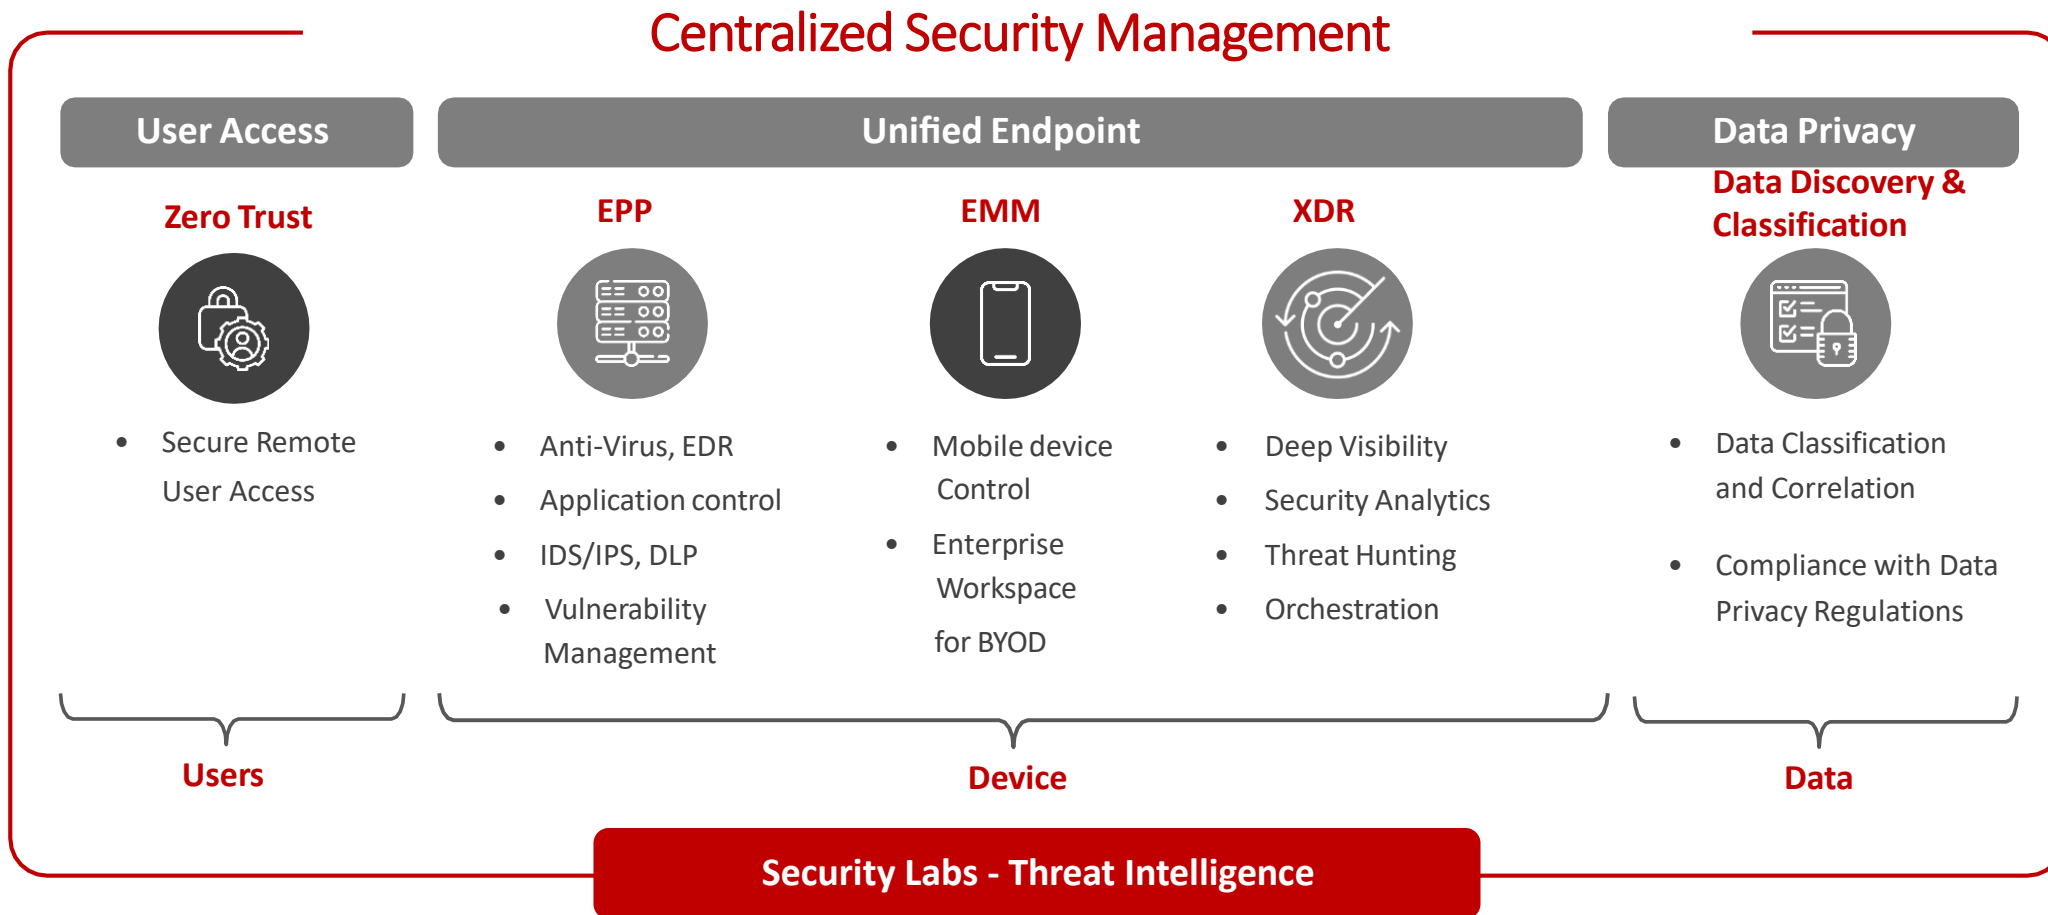 Centralized Security Management
User Access
Unified Endpoint
Data Privacy
Zero Trust
• Secure Remote
User Access
EPP
• Anti-Virus, EDR
• Application control
• IDS/IPS, DLP
• Vulnerability
Management
EMM
• Mobile device
Control
• Enterprise
Workspace
for BYOD
XDR
• Deep Visibility
• Security Analytics
• Threat Hunting
• Orchestration
Data Discovery &
Classification
• Data Classification
and Correlation
• Compliance with Data
Privacy Regulations
Users
Device
Data
Security Labs - Threat Intelligence